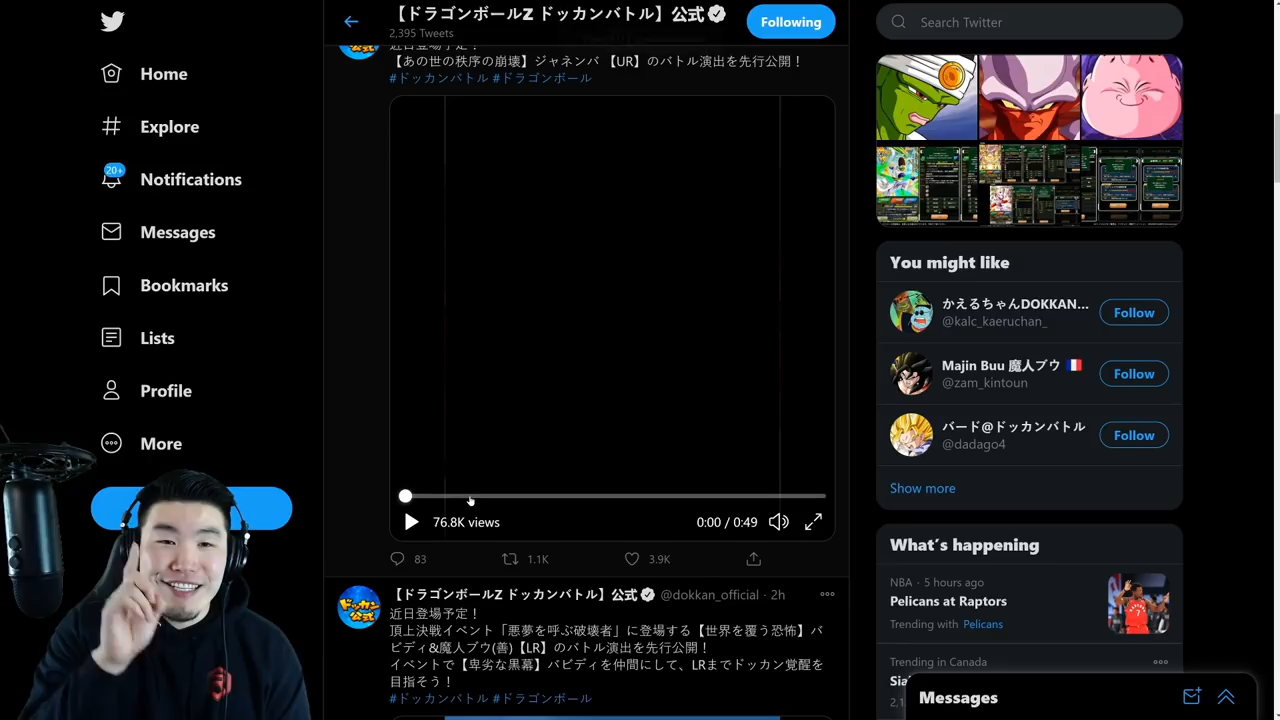 Home
Explore
20+
Notifications
Messages
Bookmarks
Lists
Profile
More
【ドラゴンボールZ ドッカンバトル】公式
2,395 Tweets
Following
近日登場予定！
【あの世の秩序の崩壊】ジャネンバ 【UR】のバトル演出を先行公開！
#ドッカンバトル #ドラゴンボール
76.8K views
0:00 / 0:49
83
1.1K
3.9K
【ドラゴンボールZ ドッカンバトル】公式 @dokkan_official · 2h
近日登場予定！
頂上決戦イベント「悪夢を呼ぶ破壊者」に登場する【世界を覆う恐怖】バ
ビディ&魔人ブウ(善)【LR】のバトル演出を先行公開！
イベントで【卑劣な黒幕】バビディを仲間にして、LRまでドッカン覚醒を
目指そう！
#ドッカンバトル #ドラゴンボール
Search Twitter
You might like
かえるちゃんDOKKAN...
@kalc_kaeruchan_
Follow
Majin Buu 魔人ブウ
@zam_kintoun
Follow
バード@ドッカンバトル
@dadago4
Follow
Show more
What's happening
NBA · 5 hours ago
Pelicans at Raptors
Trending with Pelicans
Trending in Canada
Messages